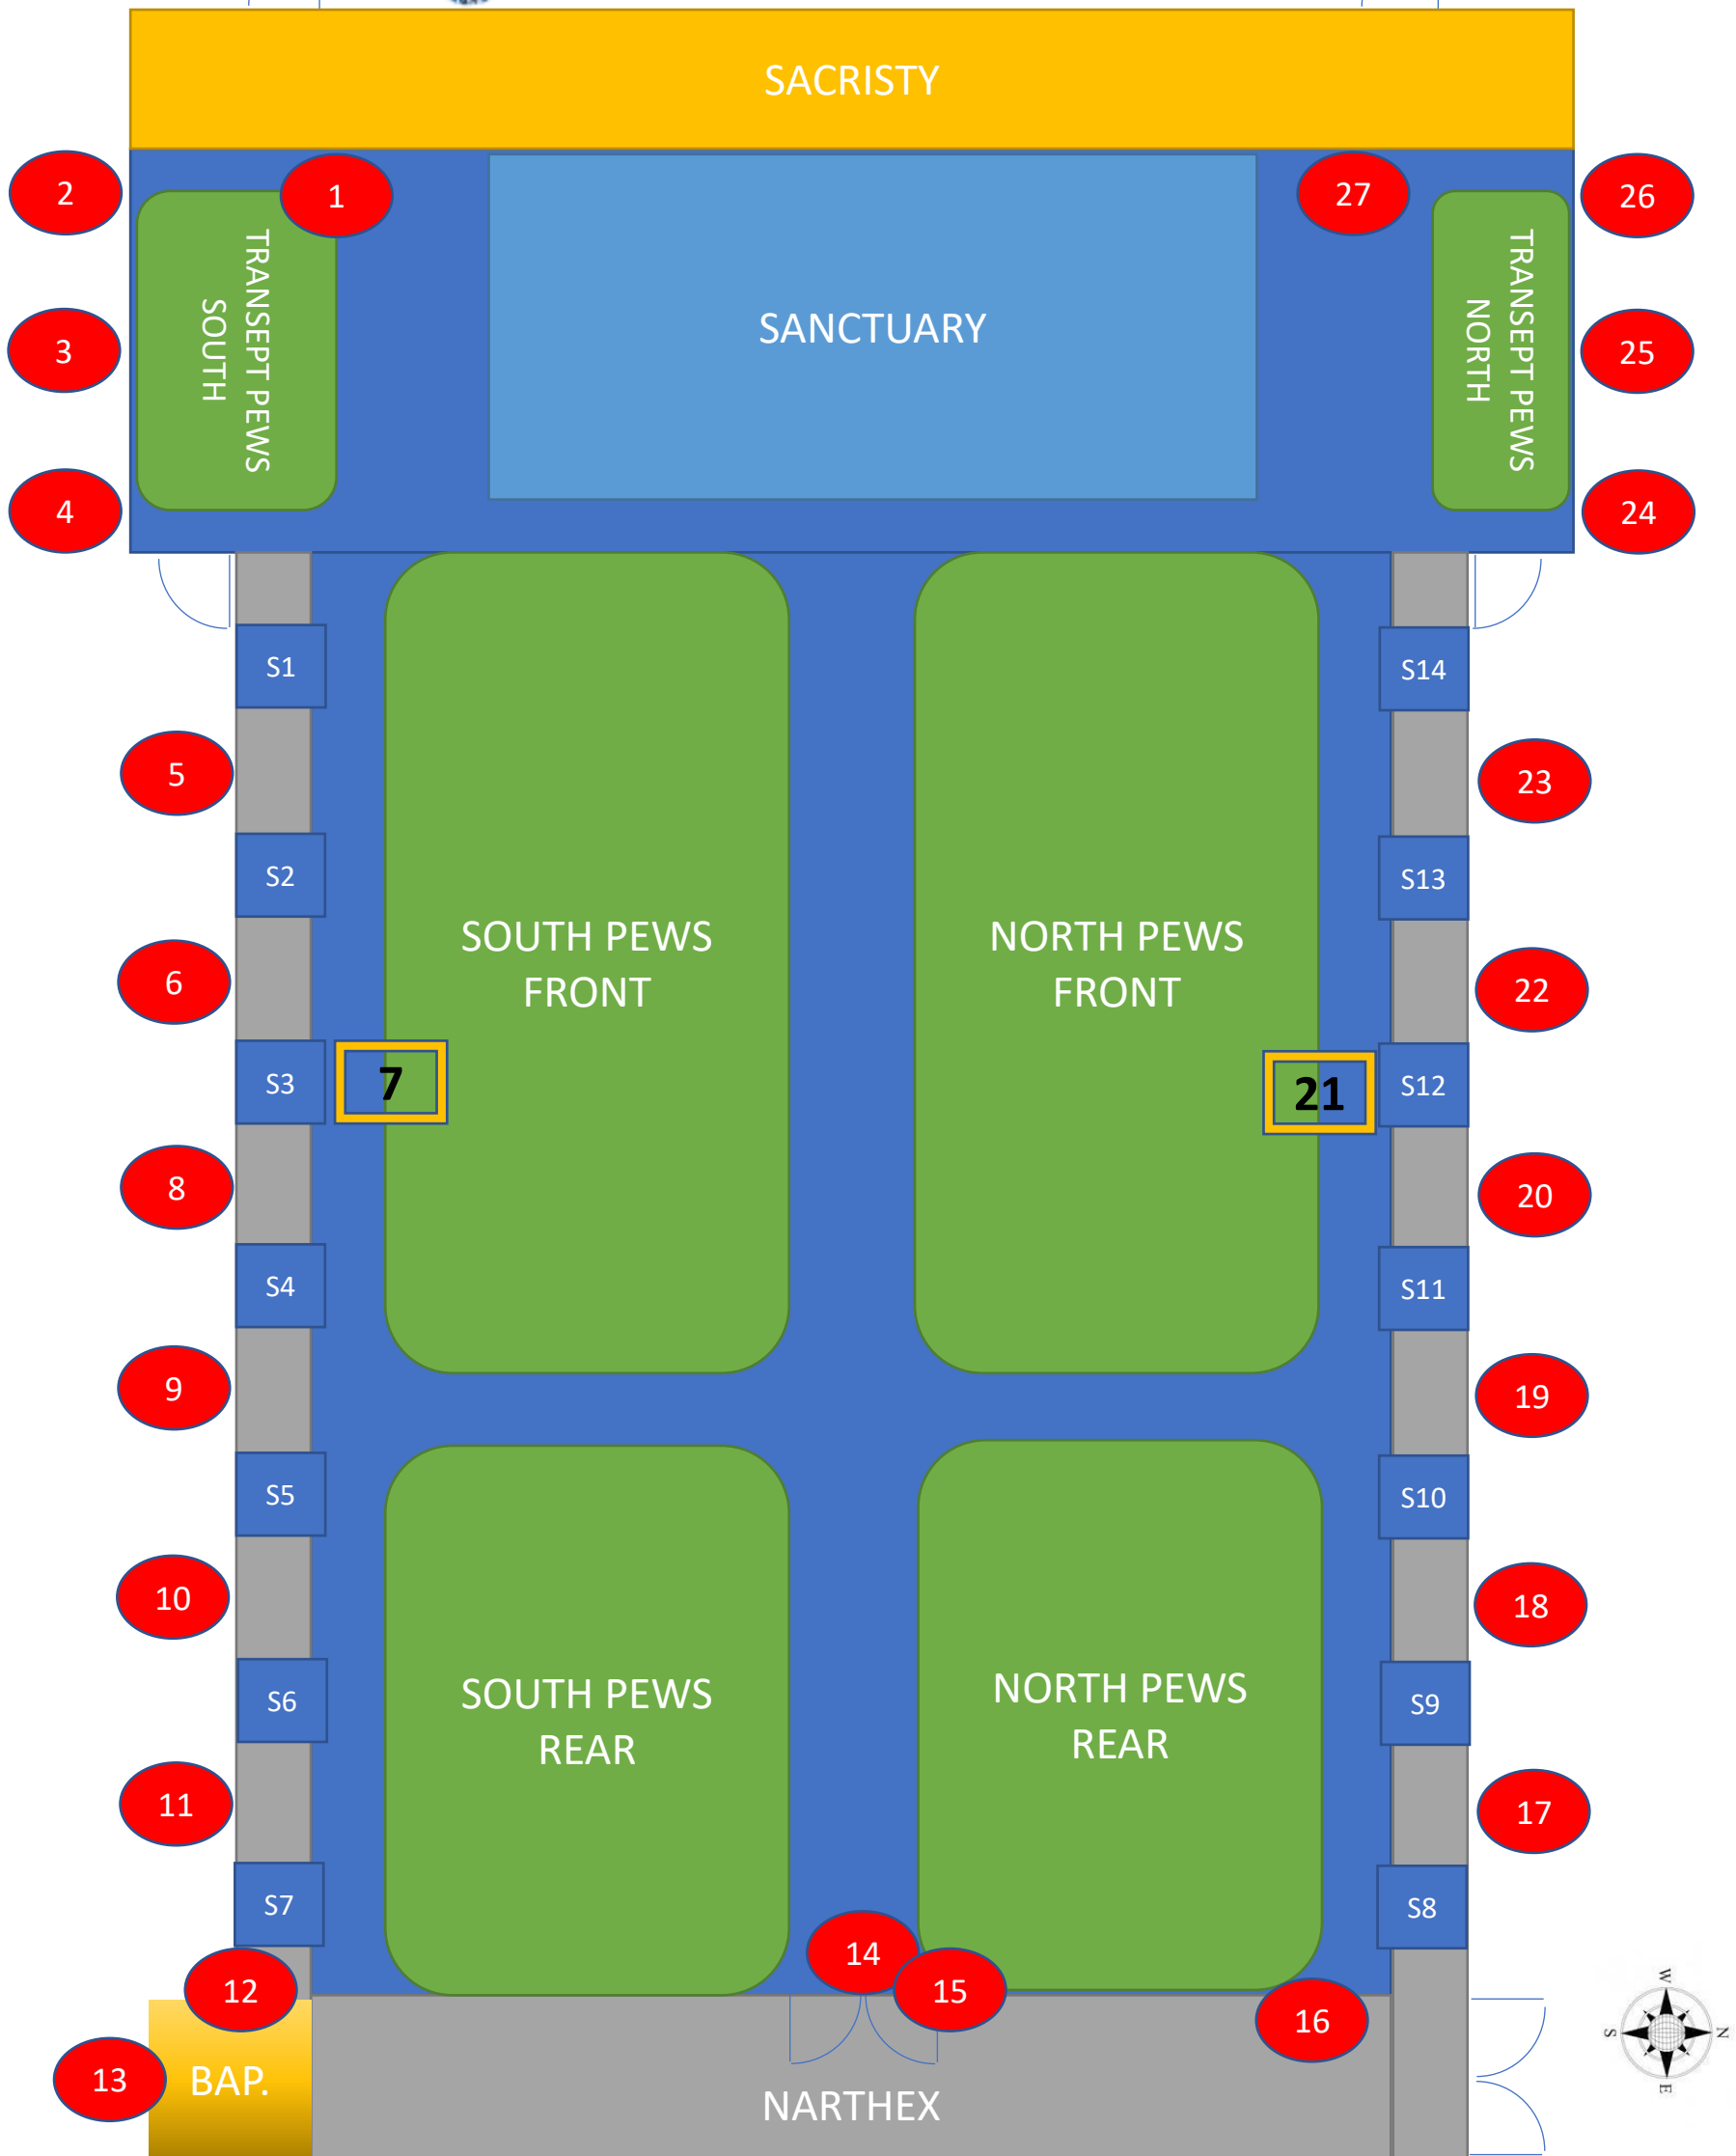 SACRISTY
2
1
27
26
TRANSEPT PEWS
SOUTH
SANCTUARY
TRANSEPT PEWS
NORTH
3
25
4
24
S1
S14
5
23
S2
S13
SOUTH PEWS
FRONT
NORTH PEWS
FRONT
6
22
S3
7
21
S12
8
20
S4
S11
9
19
S5
S10
10
18
SOUTH PEWS
REAR
NORTH PEWS
REAR
S6
S9
11
17
S7
S8
14
12
15
16
W
S
N
E
13
BAP.
NARTHEX